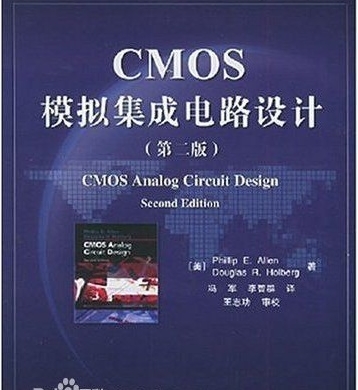 CMOS
模拟集成电路设计
(第二版)
CMOS Analog Circuit Design
Second Edition
CMOS Analog
Circuit Design
[美] Phillip E. Allen
Douglas R. Holberg 著
冯 军 李智群 译
王志功 审校
Bai